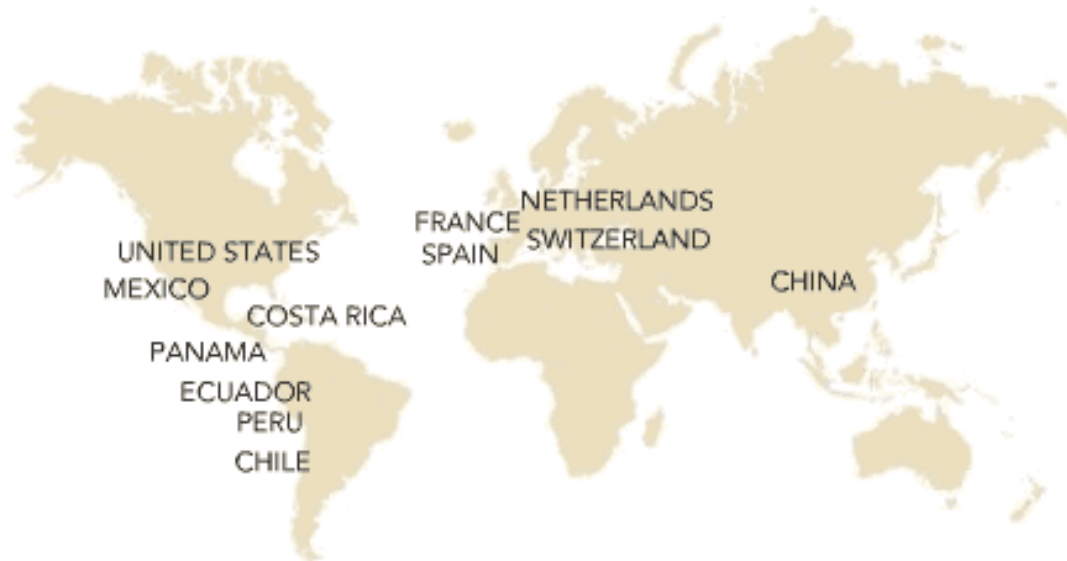 NETHERLANDS
FRANCE
SWITZERLAND
SPAIN
UNITED STATES
CHINA
MEXICO
COSTA RICA
PANAMA
ECUADOR
PERU
CHILE